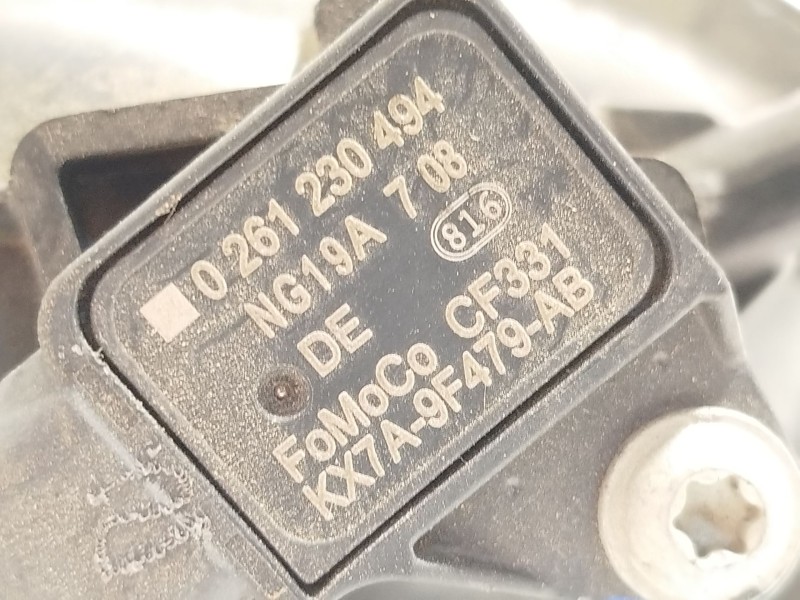 0 261 230 494
NG19A 7 08
816
DE CF331
FoMoCo
KX7A-9F479-AB